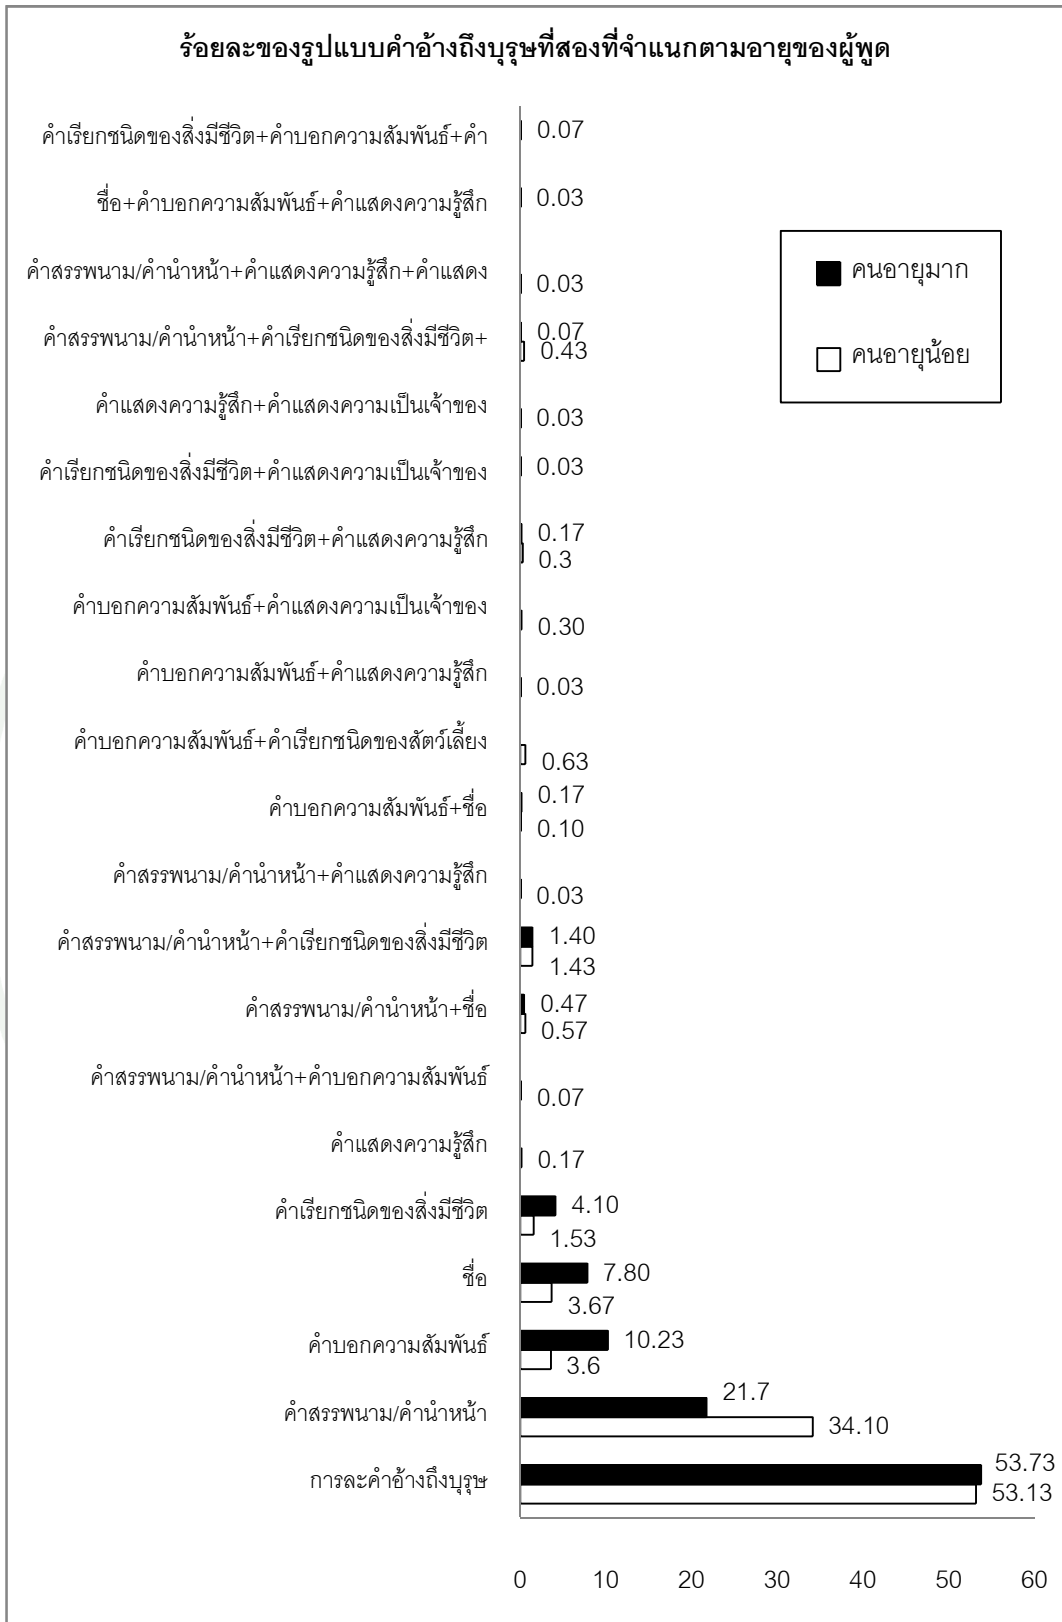 ร้อยละของรูปแบบคำอ้างถึงบุรุษที่สองที่จำแนกตามอายุของผู้พูด
คำเรียกชนิดของสิ่งมีชีวิต+คำบอกความสัมพันธ์+คำ 0.07
ชื่อ+คำบอกความสัมพันธ์+คำแสดงความรู้สึก 0.03
คำสรรพนาม/คำนำหน้า+คำแสดงความรู้สึก+คำแสดง 0.03
คนอายุมาก
คำสรรพนาม/คำนำหน้า+คำเรียกชนิดของสิ่งมีชีวิต+ 0.07
0.43
คนอายุน้อย
คำแสดงความรู้สึก+คำแสดงความเป็นเจ้าของ 0.03
คำเรียกชนิดของสิ่งมีชีวิต+คำแสดงความเป็นเจ้าของ 0.03
คำเรียกชนิดของสิ่งมีชีวิต+คำแสดงความรู้สึก 0.17
0.3
คำบอกความสัมพันธ์+คำแสดงความเป็นเจ้าของ 0.30
คำบอกความสัมพันธ์+คำแสดงความรู้สึก 0.03
คำบอกความสัมพันธ์+คำเรียกชนิดของสัตว์เลี้ยง 0.63
คำบอกความสัมพันธ์+ชื่อ 0.17
0.10
คำสรรพนาม/คำนำหน้า+คำแสดงความรู้สึก 0.03
คำสรรพนาม/คำนำหน้า+คำเรียกชนิดของสิ่งมีชีวิต 1.40
1.43
คำสรรพนาม/คำนำหน้า+ชื่อ 0.47
0.57
คำสรรพนาม/คำนำหน้า+คำบอกความสัมพันธ์ 0.07
คำแสดงความรู้สึก 0.17
คำเรียกชนิดของสิ่งมีชีวิต 4.10
1.53
ชื่อ 7.80
3.67
คำบอกความสัมพันธ์ 10.23
3.6
คำสรรพนาม/คำนำหน้า 21.7
34.10
การละคำอ้างถึงบุรุษ 53.73
53.13
0 10 20 30 40 50 60